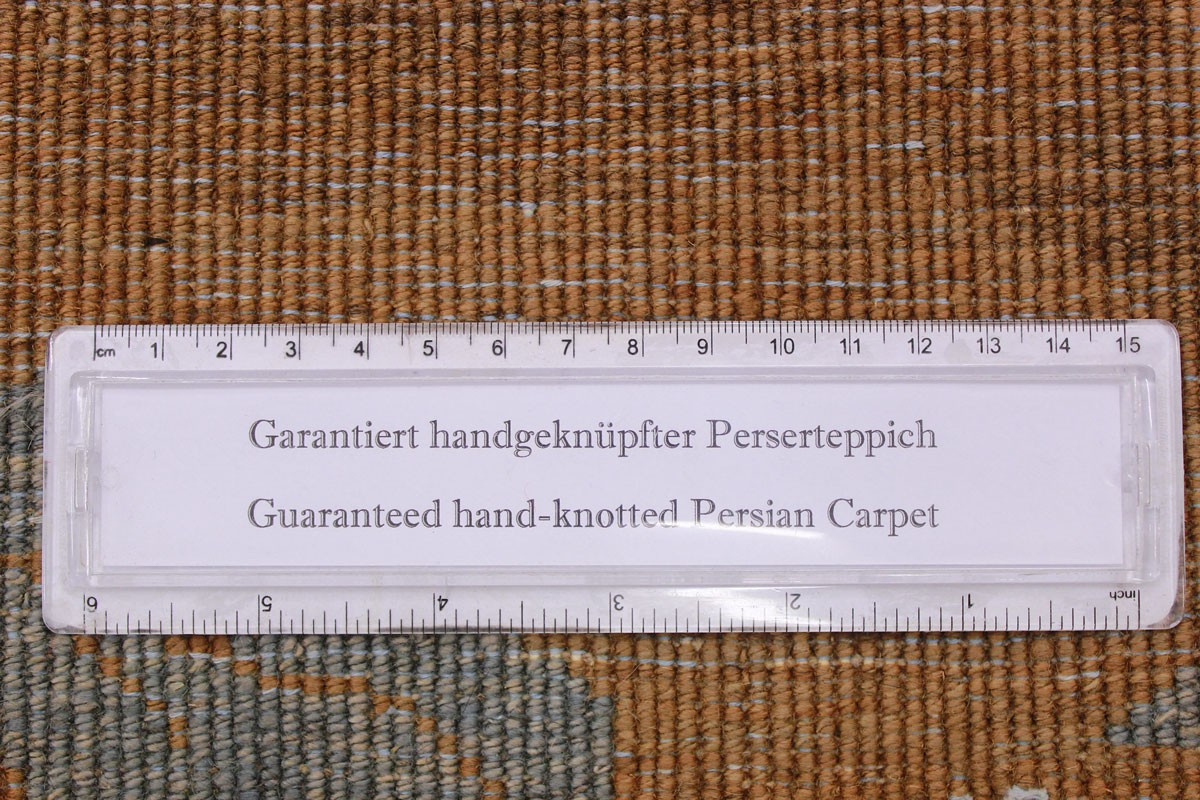 cm 1 2 3 4 5 6 7 8 9 10 11 12 13 14 15
Garantiert handgeknüpfter Perserteppich
Guaranteed hand-knotted Persian Carpet
6 5 4 3 2 1 inch